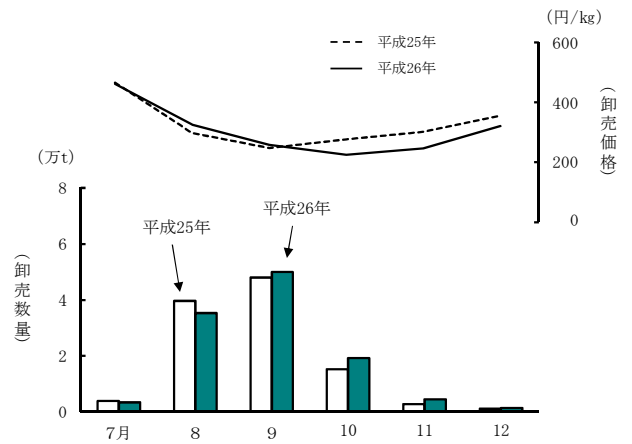 （円/㎏）
600
平成25年
平成26年
400
（卸売価格）
200
（万t）
0
8
平成26年
平成25年
6
（卸売数量）
4
2
0
7月
8
9
10
11
12